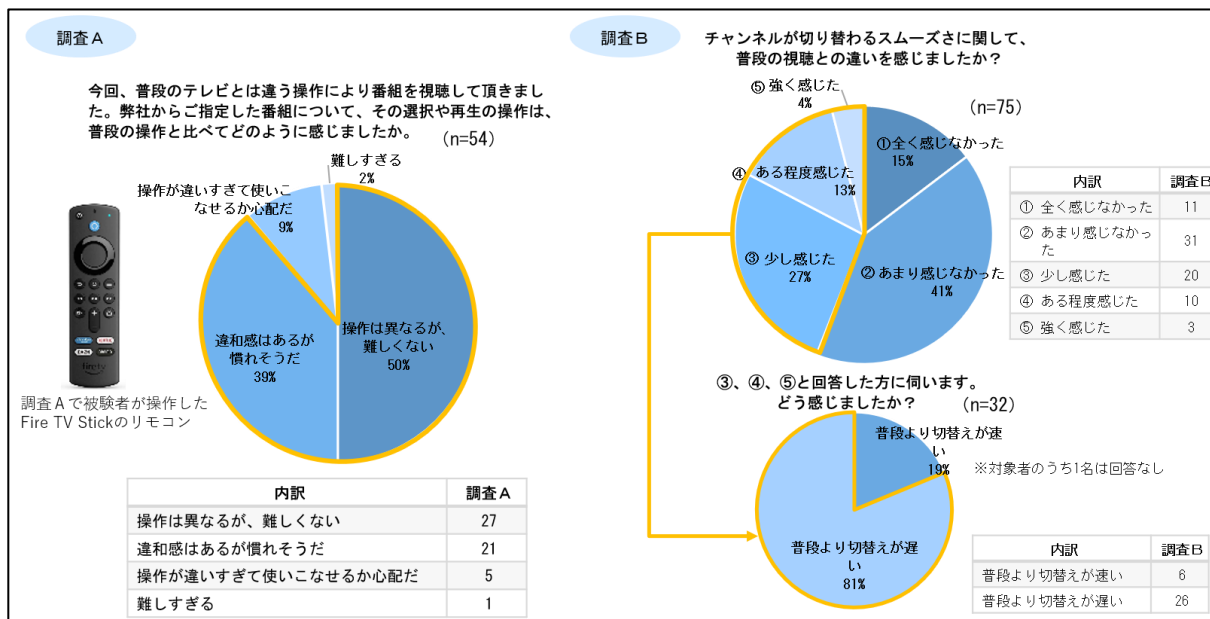 調査A
今回、普段のテレビとは違う操作により番組を視聴して頂きまし
た。弊社からご指定した番組について、その選択や再生の操作は、
普段の操作と比べてどのように感じましたか。
(n=54)
難しすぎる
2%
操作が違いすぎて使いこ
なせるか心配だ
9%
違和感はあるが
慣れそうだ
39%
操作は異なるが、
難しくない
50%
fire tv
調査Aで被験者が操作した
Fire TV Stickのリモコン
内訳 調査A
操作は異なるが、難しくない 27
違和感はあるが慣れそうだ 21
操作が違いすぎて使いこなせるか心配だ 5
難しすぎる 1
調査B
チャンネルが切り替わるスムーズさに関して、
普段の視聴との違いを感じましたか?
(n=75)
⑤ 強く感じた
4%
①全く感じなかった
15%
④ ある程度感じた
13%
③ 少し感じた
27%
② あまり感じなかった
41%
内訳 調査B
① 全く感じなかった 11
② あまり感じなかっ
た 31
③ 少し感じた 20
④ ある程度感じた 10
⑤ 強く感じた 3
③、④、⑤と回答した方に伺います。
どう感じましたか?
(n=32)
普段より切替えが速
い
19%
※対象者のうち1名は回答なし
普段より切替えが遅
い
81%
内訳 調査B
普段より切替えが速い 6
普段より切替えが遅い 26